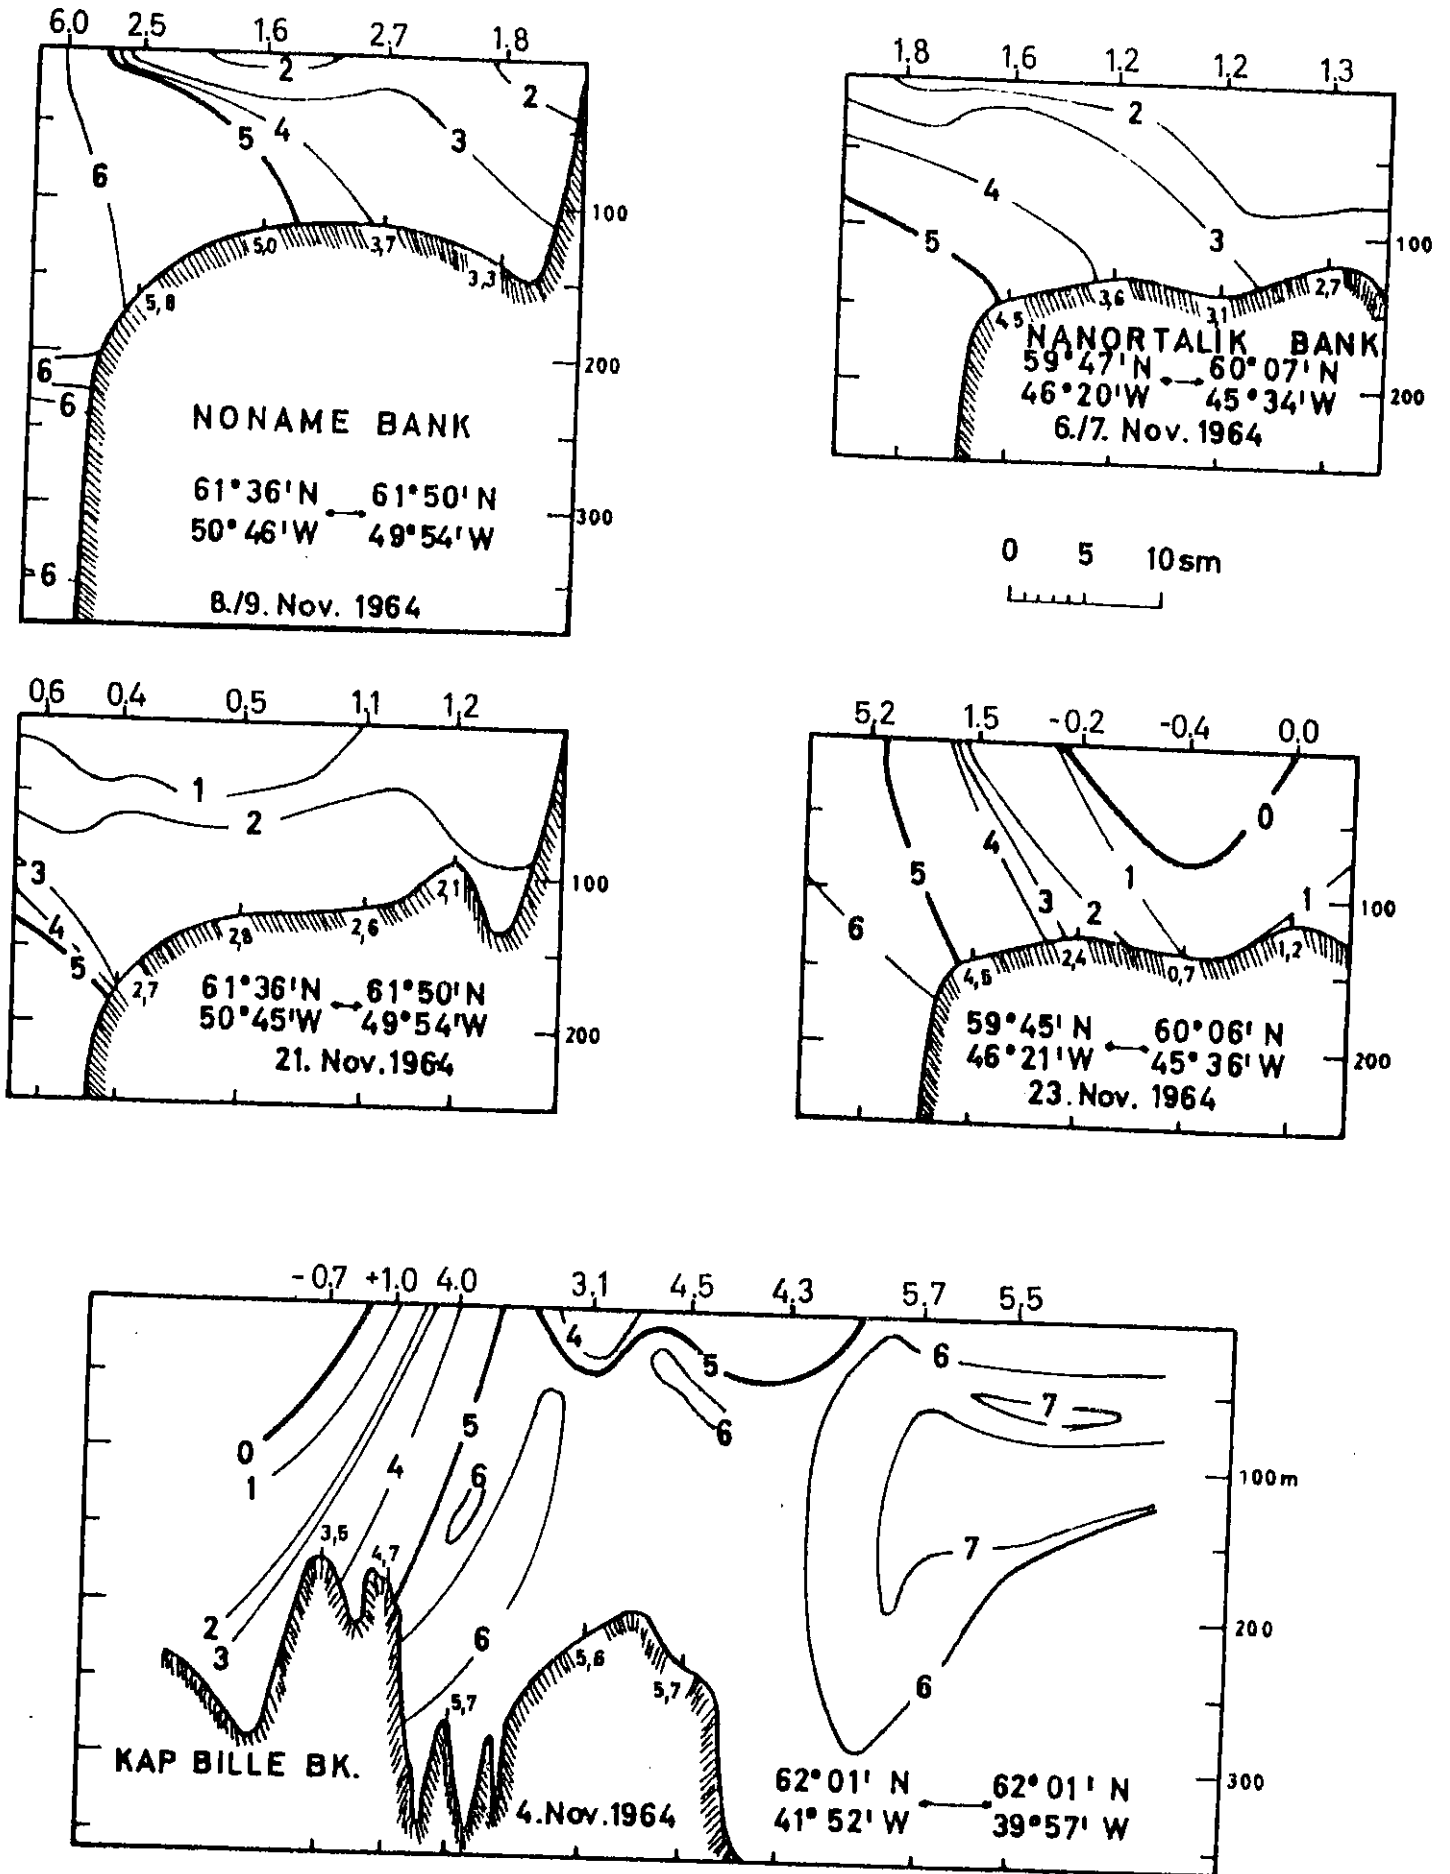 6.0 2.5 1.6 2.7 1.8
2
2
6 5 4 3
100
5,8 5,0 3,7 3,3
6
6
200
NONAME BANK
61°36'N ↔ 61°50'N
50°46'W 49°54'W
300
6
8./9. Nov. 1964
1.8 1.6 1.2 1.2 1.3
2
4
5 3
100
4,5 3,6 3,1 2,7
NANORTALIK BANK
59°47'N ↔ 60°07'N
46°20'W 45°34'W
200
6./7. Nov. 1964
0 5 10sm
0.6 0.4 0.5 1.1 1.2
1
2
3
4
5
100
2,7 2,8 2,6 2,1
61°36'N ↔ 61°50'N
50°45'W 49°54'W
200
21. Nov.1964
5.2 1.5 -0.2 -0.4 0.0
0
4
5 1
3 2 1
6
100
4,5 2,4 0,7 1,2
59°45'N ↔ 60°06'N
46°21'W 45°36'W
200
23. Nov. 1964
-0.7 +1.0 4.0 3.1 4.5 4.3 5.7 5.5
4
5
6
7
5
6
0
1 4 6
100m
3,5 4,7
7
2
3
6
200
5,6
5,7 5,7
6
KAP BILLE BK.
62°01' N ↔ 62°01' N
41°52' W 39°57' W
300
4.Nov.1964